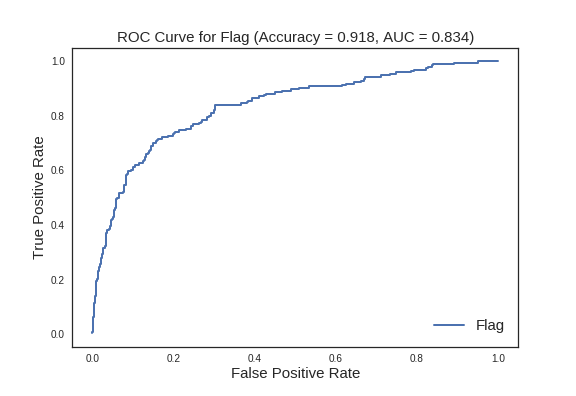 ROC Curve for Flag (Accuracy = 0.918, AUC = 0.834)
1.0
0.8
0.6
0.4
0.2
0.0
True Positive Rate
Flag
0.0 0.2 0.4 0.6 0.8 1.0
False Positive Rate